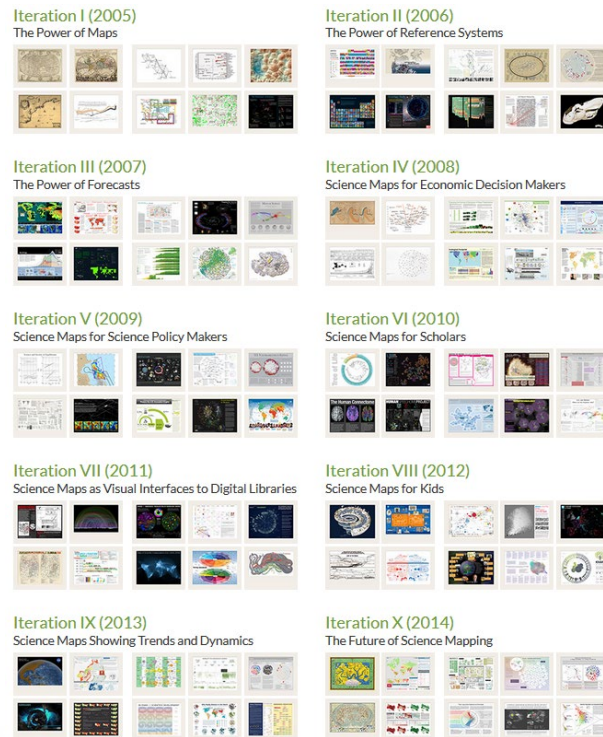 Iteration I (2005)
The Power of Maps
Iteration II (2006)
The Power of Reference Systems
Iteration III (2007)
The Power of Forecasts
Iteration IV (2008)
Science Maps for Economic Decision Makers
Iteration V (2009)
Science Maps for Science Policy Makers
Iteration VI (2010)
Science Maps for Scholars
The Human Connectome
Iteration VII (2011)
Science Maps as Visual Interfaces to Digital Libraries
Iteration VIII (2012)
Science Maps for Kids
Iteration IX (2013)
Science Maps Showing Trends and Dynamics
Iteration X (2014)
The Future of Science Mapping